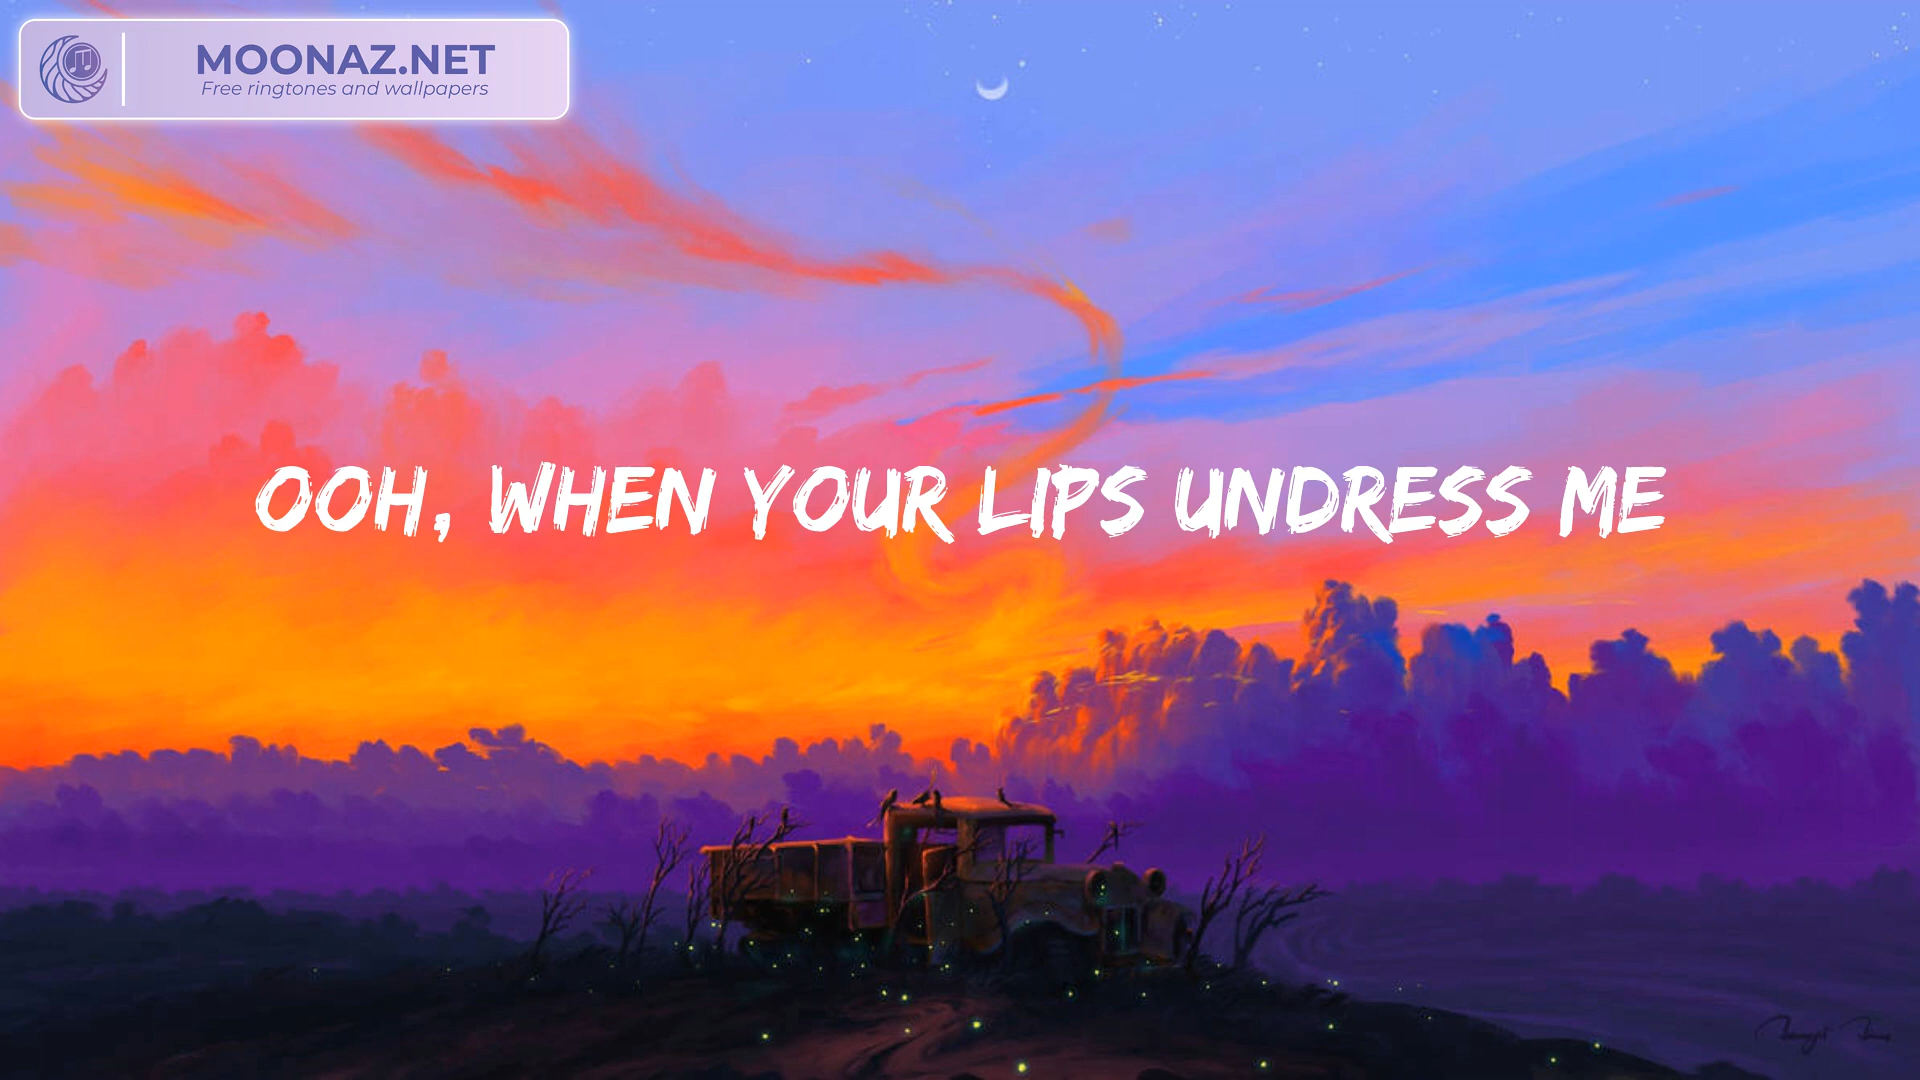 MOONAZ.NET
Free ringtones and wallpapers
OOH, WHEN YOUR LIPS UNDRESS ME